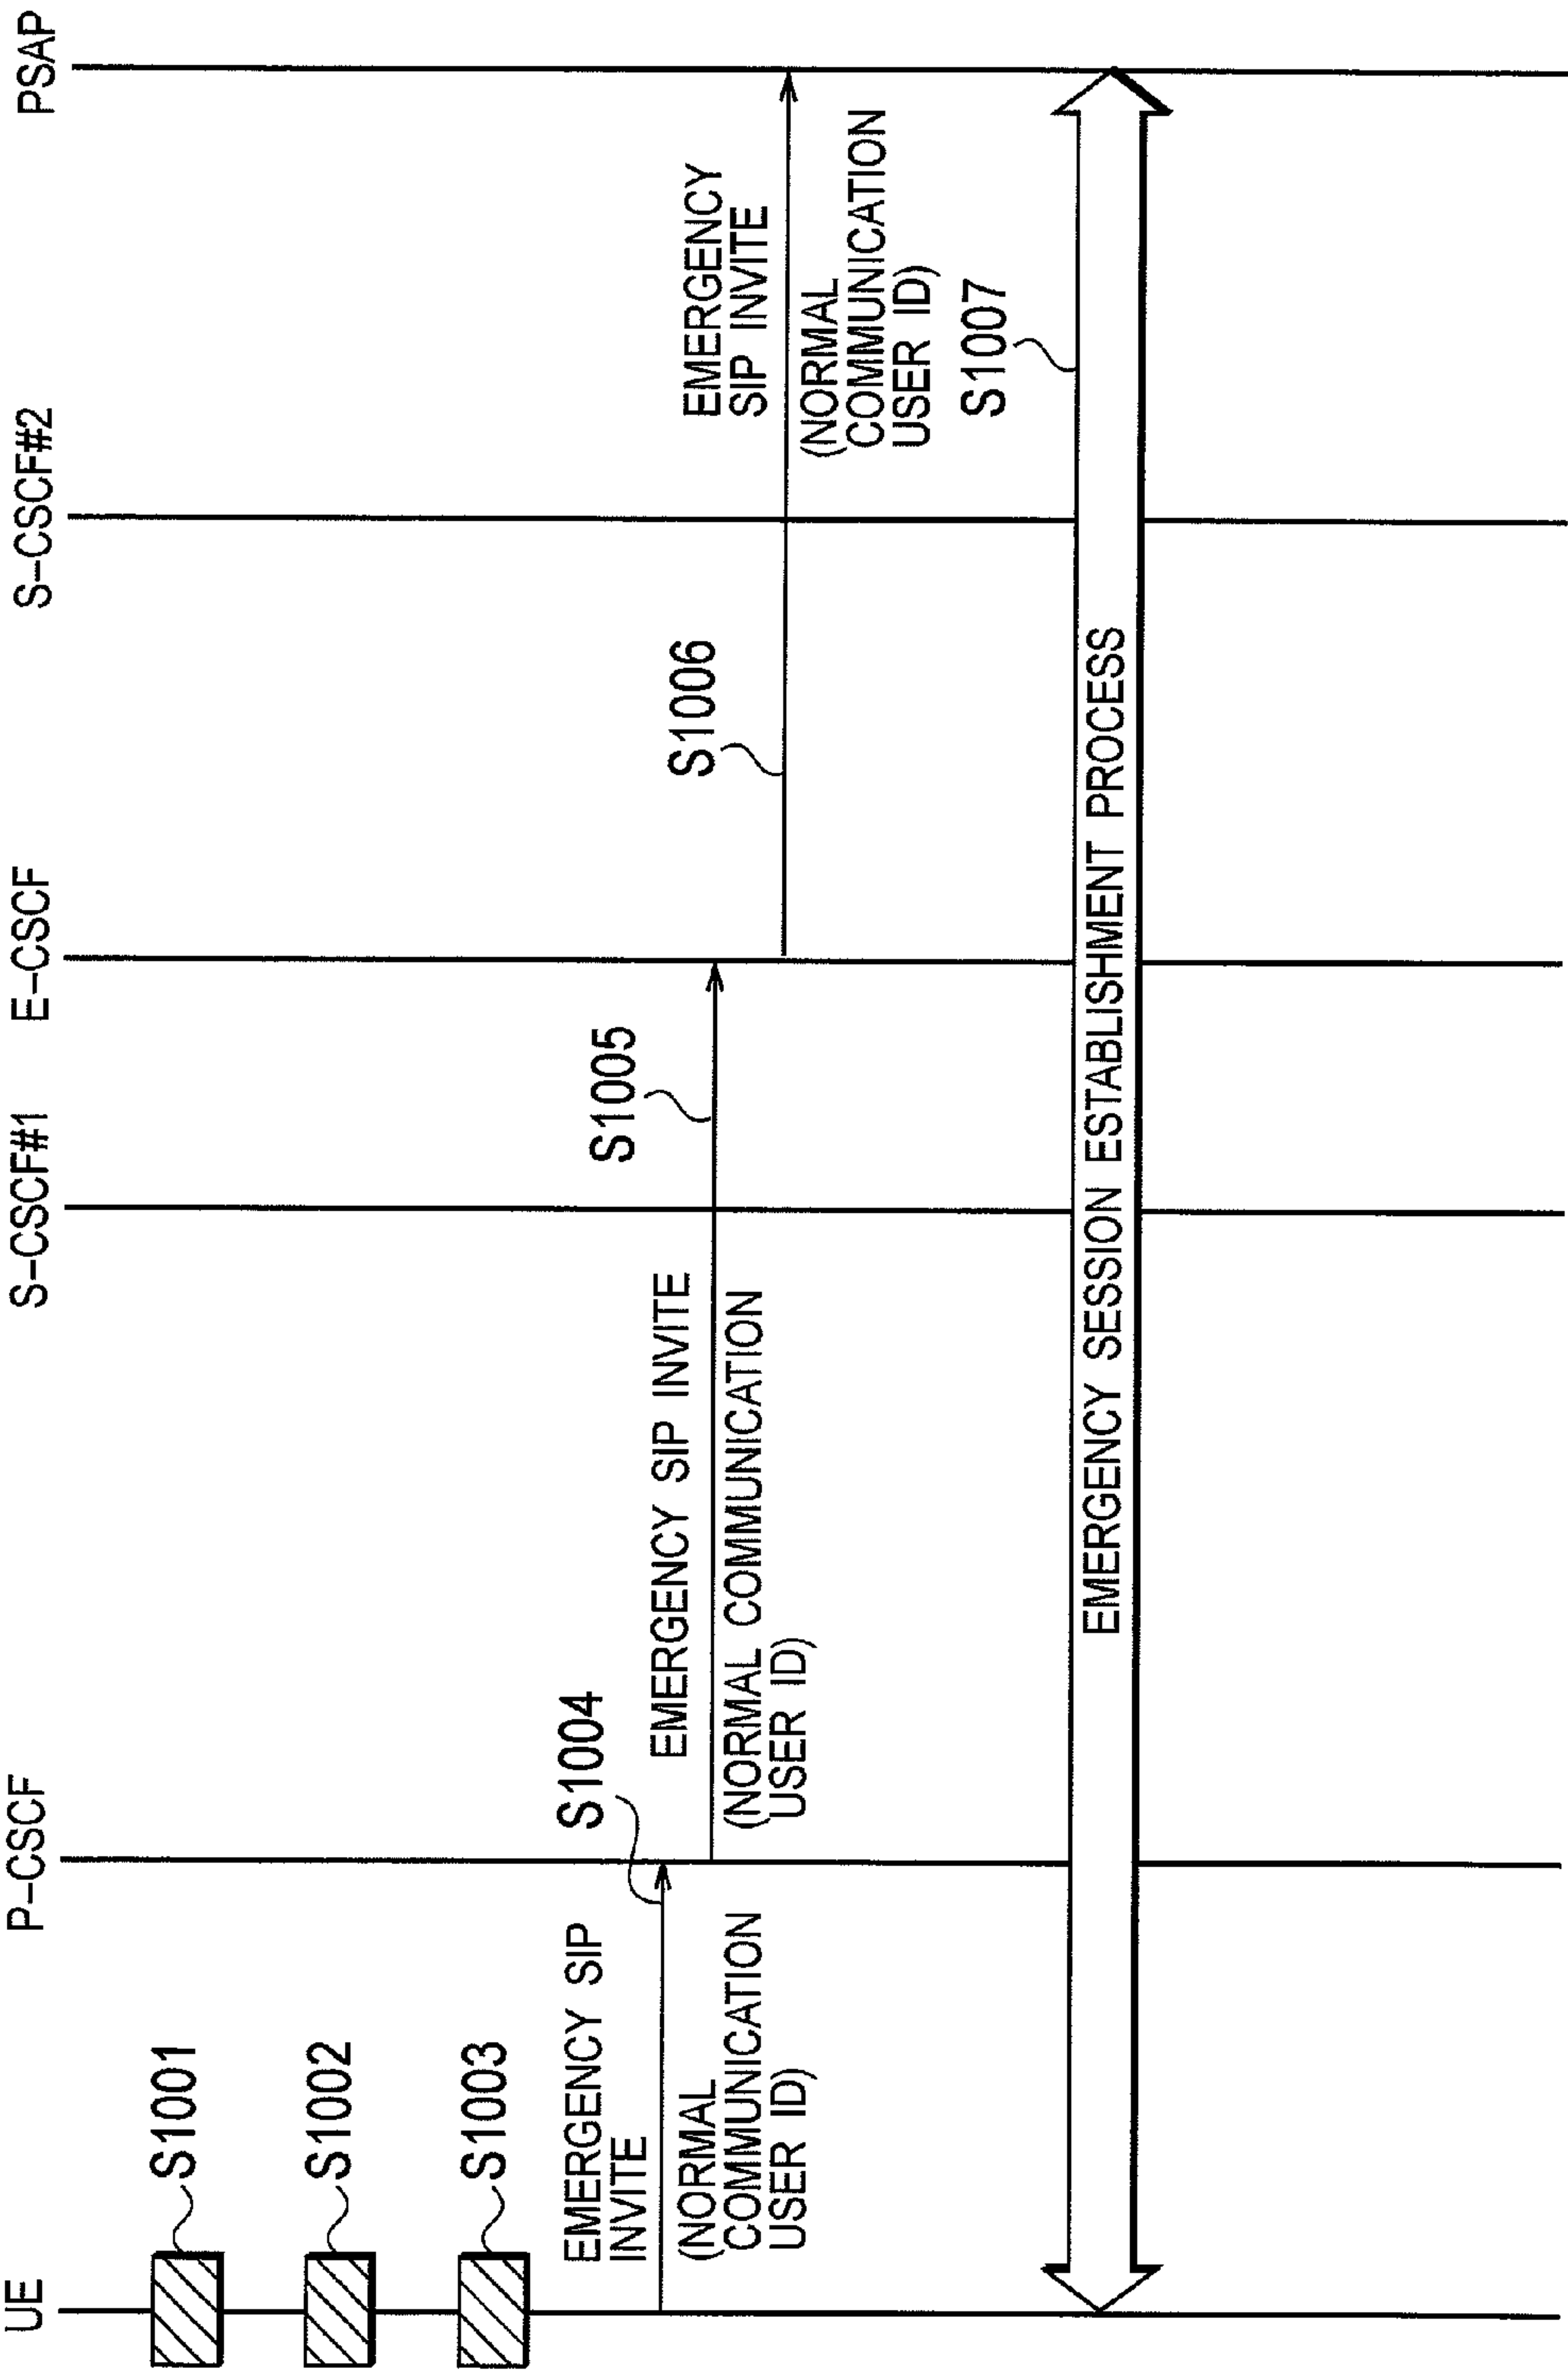 UE
P-CSCF
S-CSCF#1
E-CSCF
S-CSCF#2
PSAP
S1001
S1002
S1003
EMERGENCY SIP
INVITE
S1004
(NORMAL
COMMUNICATION
USER ID)
EMERGENCY SIP INVITE
S1005
(NORMAL COMMUNICATION
USER ID)
S1006
EMERGENCY
SIP INVITE
(NORMAL
COMMUNICATION
USER ID)
S1007
EMERGENCY SESSION ESTABLISHMENT PROCESS